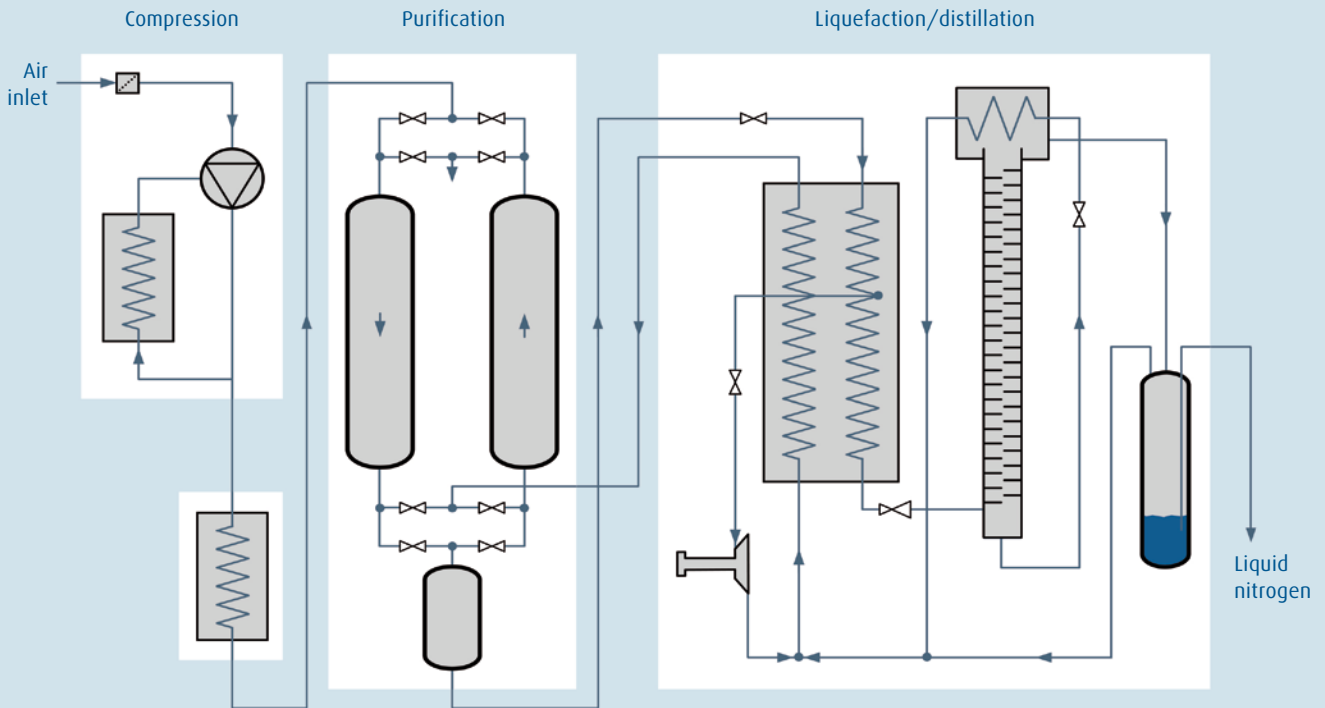 Compression
Purification
Liquefaction/distillation
Air
inlet
Liquid
nitrogen